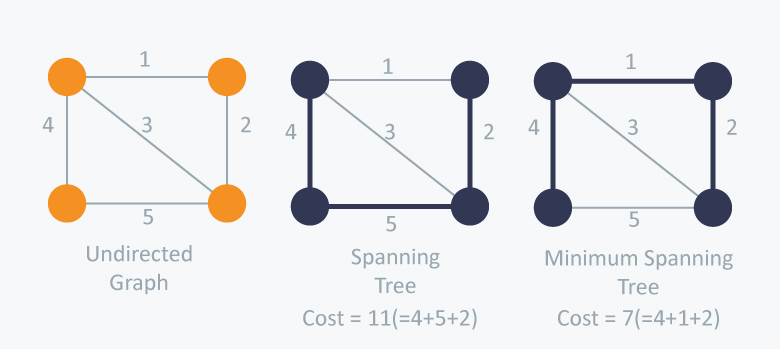 1
4
3
2
5
Undirected
Graph
1
4
3
2
5
Spanning
Tree
Cost = 11(=4+5+2)
1
4
3
2
5
Minimum Spanning
Tree
Cost = 7(=4+1+2)